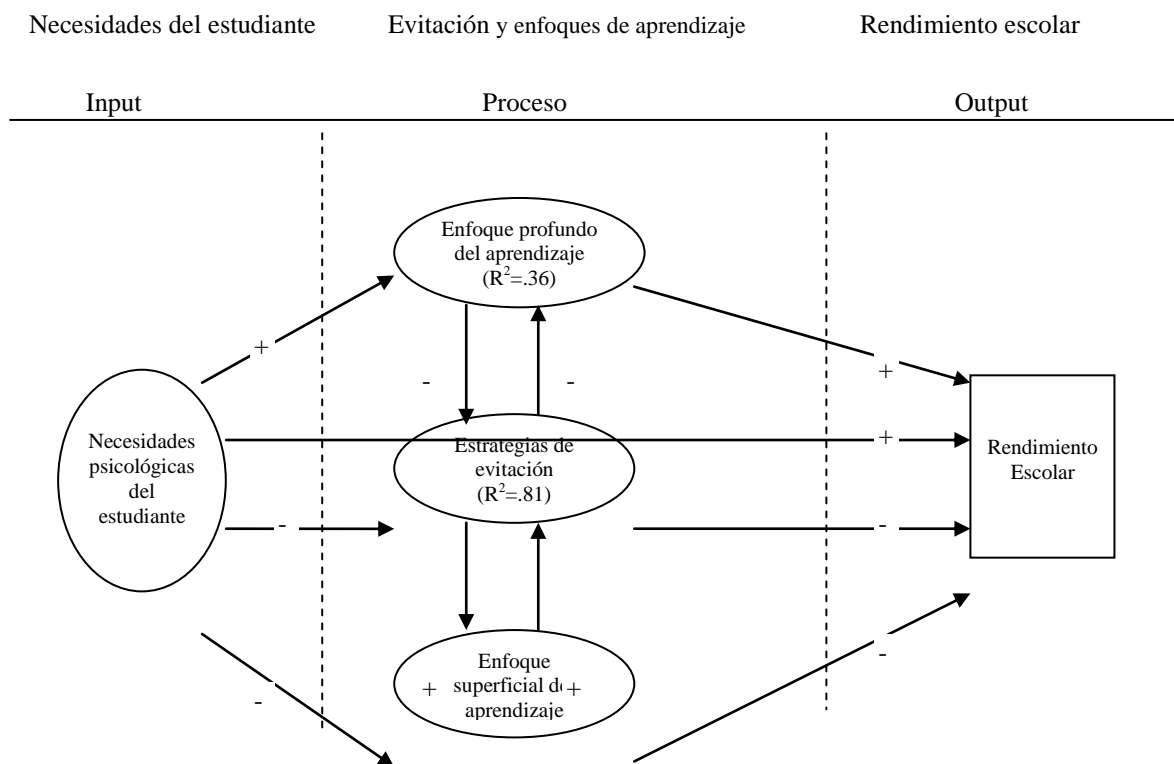 Necesidades del estudiante Evitación y enfoques de aprendizaje Rendimiento escolar
Input Proceso Output
Enfoque profundo
del aprendizaje
(R²=.36)
+
+
- -
Necesidades
psicológicas
del
estudiante
+
Estrategias de
evitación
(R²=.81)
Rendimiento
Escolar
-
-
Enfoque
+ superficial de +
aprendizaje
-
-